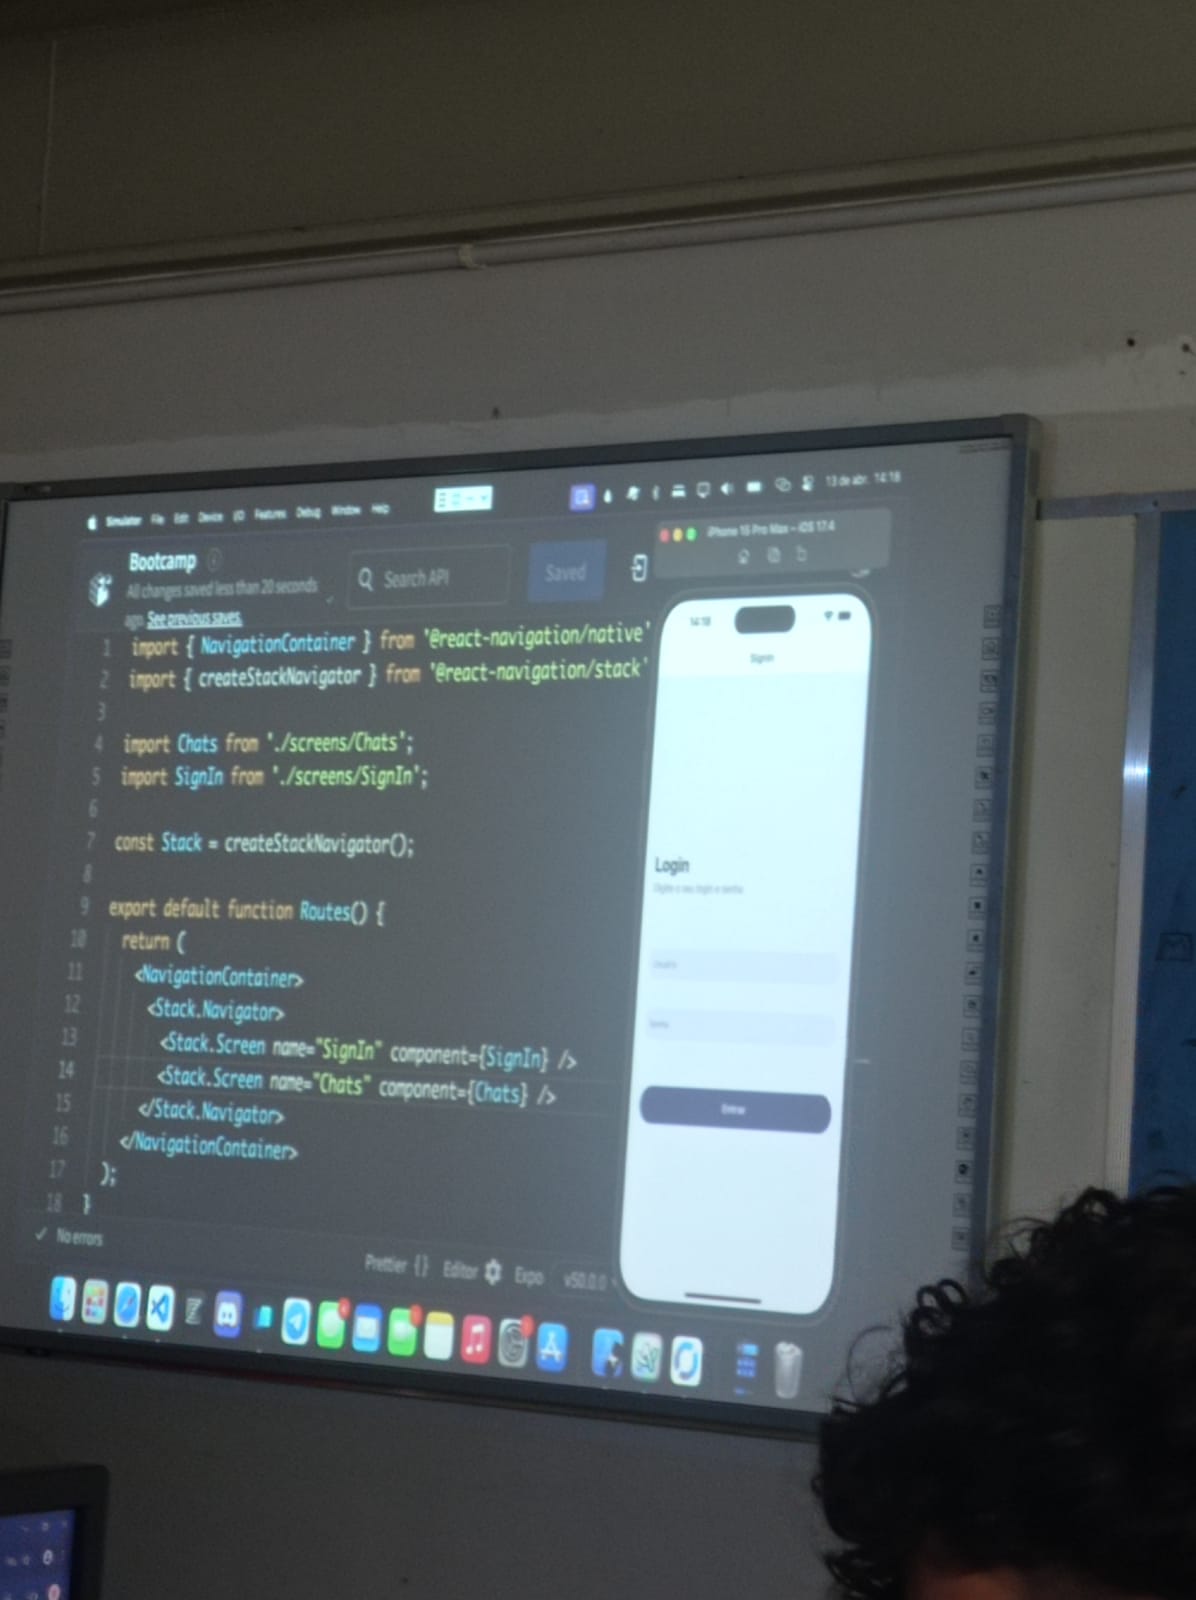 Simulator File Edit Device I/O Features Debug Window Help
13 de abr. 14:18
Bootcamp
All changes saved less than 20 seconds
ago. See previous saves.
Search API
Saved
iPhone 15 Pro Max – iOS 17.4
1 import { NavigationContainer } from '@react-navigation/native'
2 import { createStackNavigator } from '@react-navigation/stack'
3
4 import Chats from './screens/Chats';
5 import SignIn from './screens/SignIn';
6
7 const Stack = createStackNavigator();
8
9 export default function Routes() {
10 return (
11 <NavigationContainer>
12 <Stack.Navigator>
13 <Stack.Screen name="SignIn" component={SignIn} />
14 <Stack.Screen name="Chats" component={Chats} />
15 </Stack.Navigator>
16 </NavigationContainer>
17 );
18 }
No errors
Prettier {} Editor Expo v50.0.0
14:18
SignIn
Login
Digite o seu login e senha
Usuário
Senha
Entrar